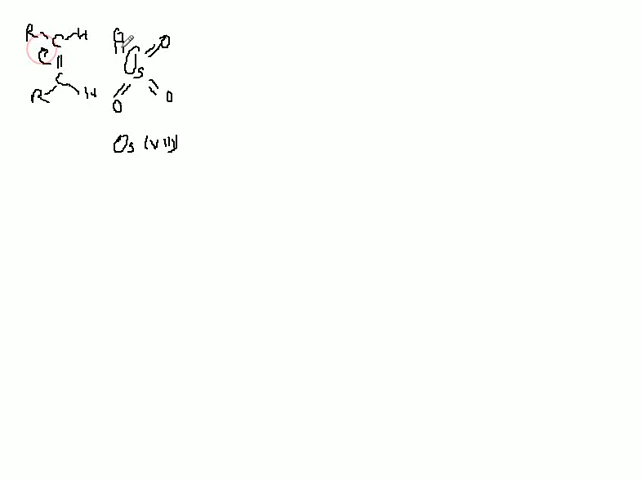 R C H
O
C Os
C
R H O O
Os (VIII)